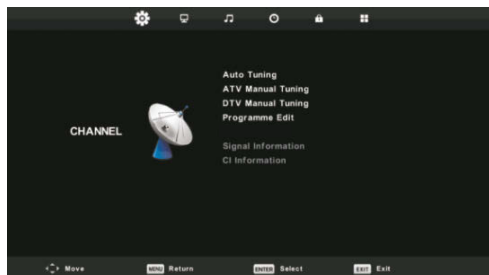 Auto Tuning
ATV Manual Tuning
DTV Manual Tuning
Programme Edit
CHANNEL
Signal Information
CI Information
Move MENU Return ENTER Select EXIT Exit